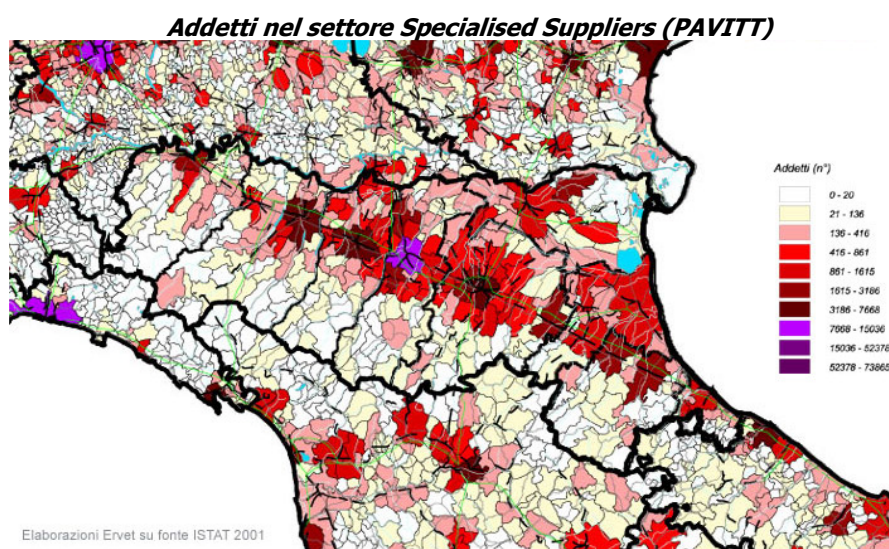 Addetti nel settore Specialised Suppliers (PAVITT)
Addetti (n°)
0 - 20
21 - 136
136 - 416
416 - 861
861 - 1615
1615 - 3186
3186 - 7668
7668 - 15036
15036 - 52378
52378 - 73865
Elaborazioni Ervet su fonte ISTAT 2001